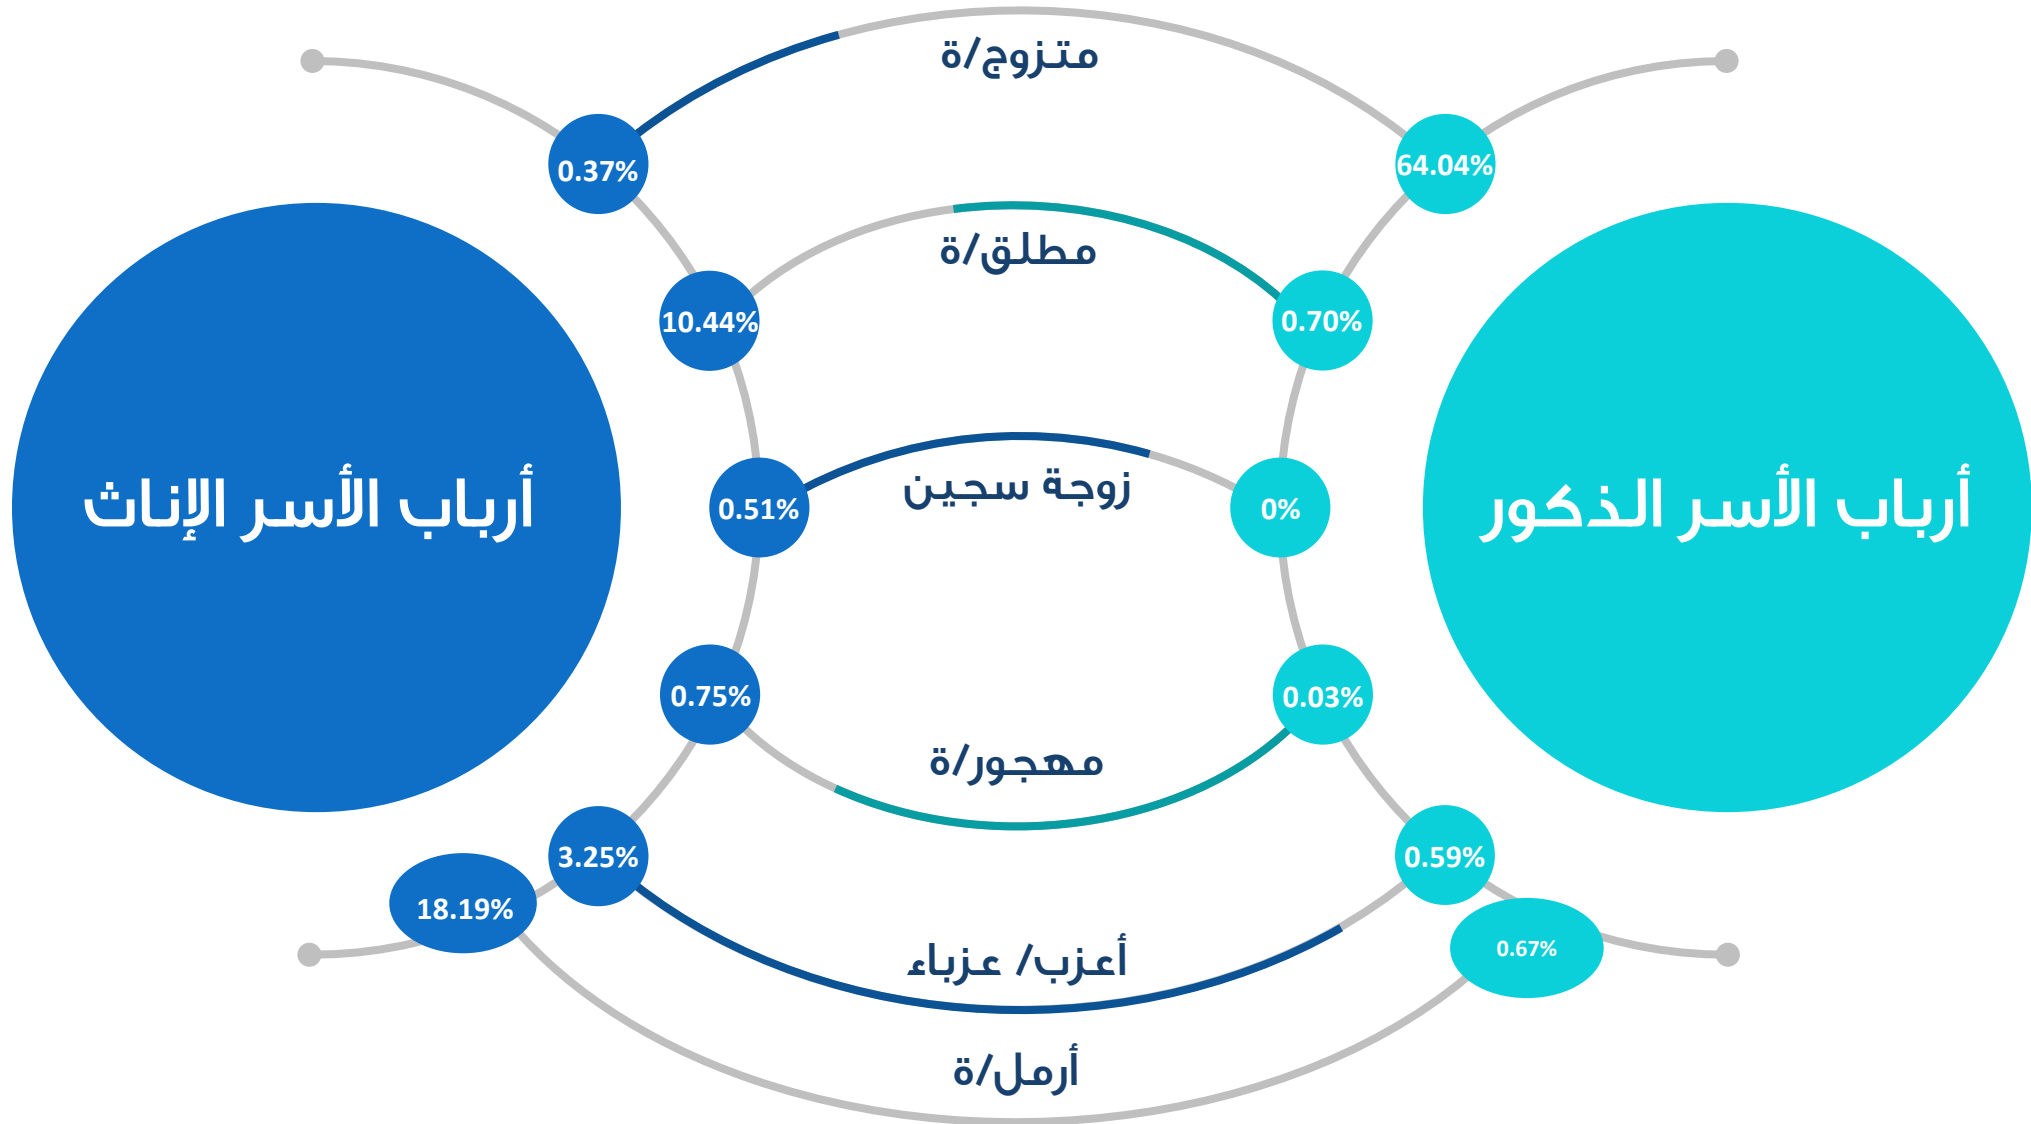 متزوج/ة
64.04%
0.37%
مطلق/ة
0.70%
10.44%
أرباب الأسر الذكور
أرباب الأسر الإناث
زوجة سجين
0%
0.51%
0.03%
0.75%
مهجور/ة
0.59%
3.25%
أعزب/ عزباء
0.67%
18.19%
أرمل/ة